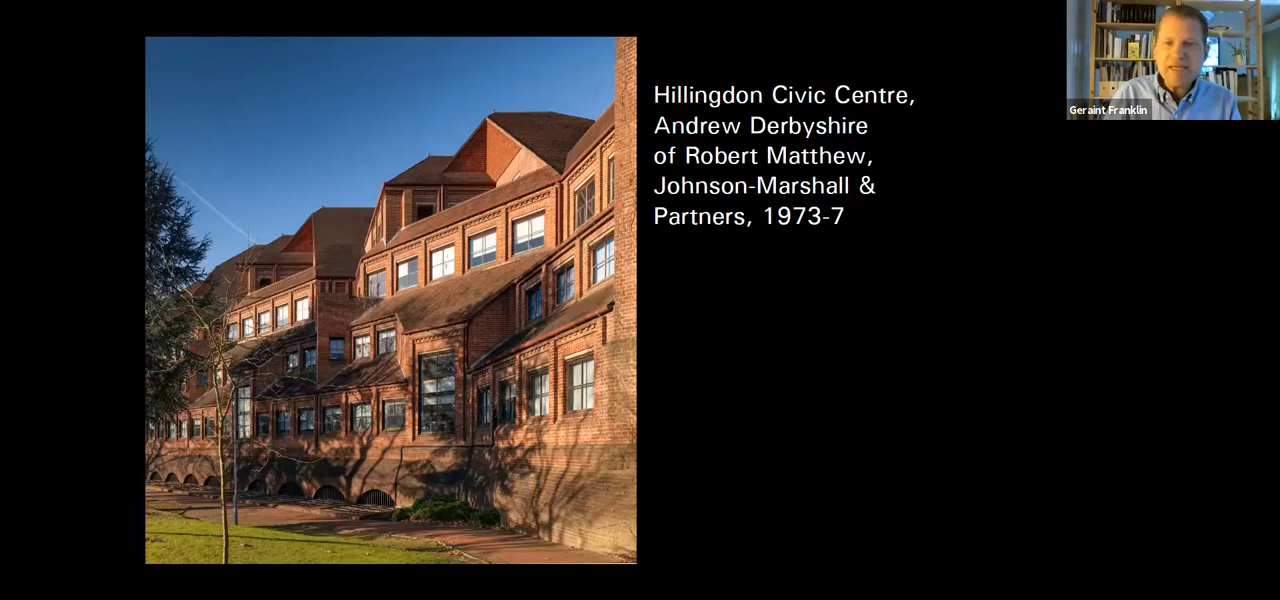 Hillingdon Civic Centre,
Andrew Derbyshire
of Robert Matthew,
Johnson-Marshall &
Partners, 1973-7
Geraint Franklin